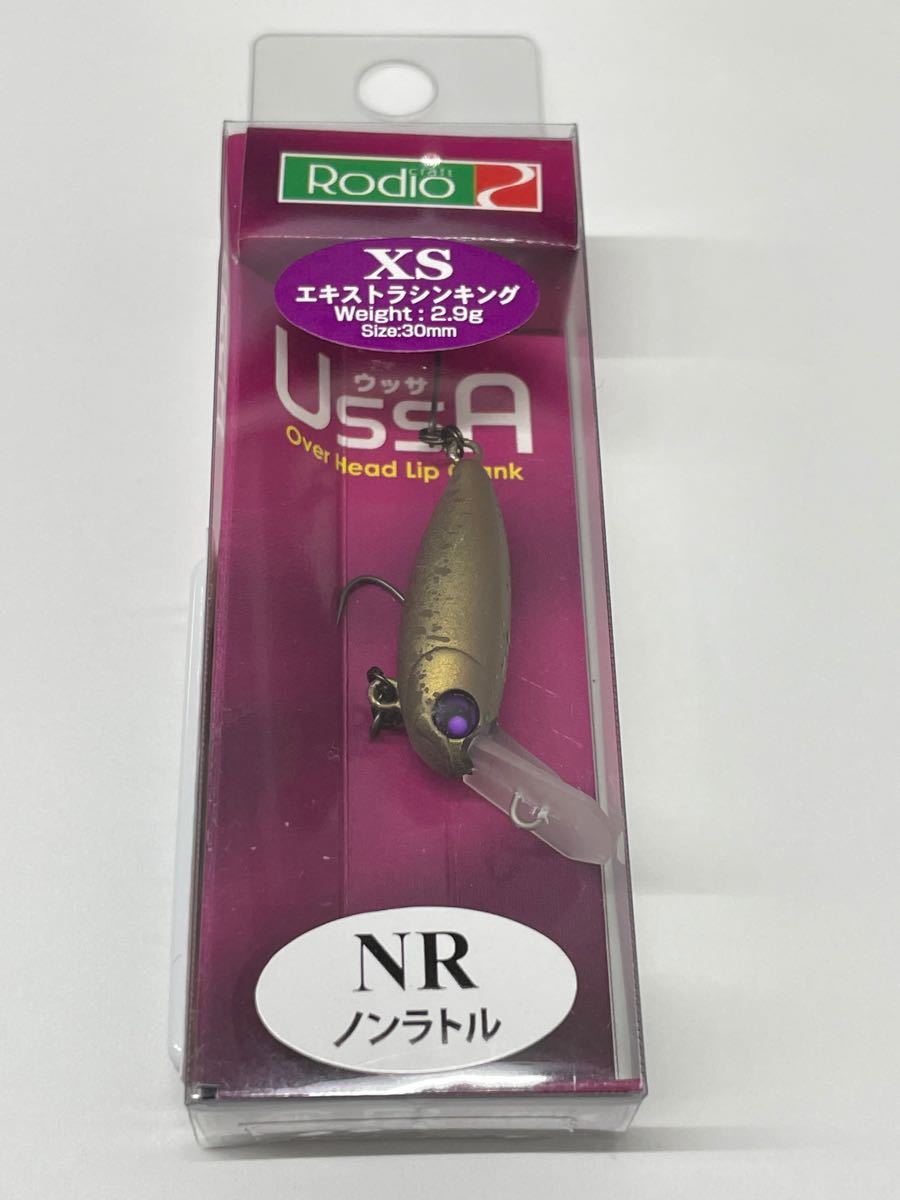 Rodio craft
XS
エキストラシンキング
Weight : 2.9g
Size:30mm
ウッサ
UssA
Over Head Lip
NR
ノンラトル